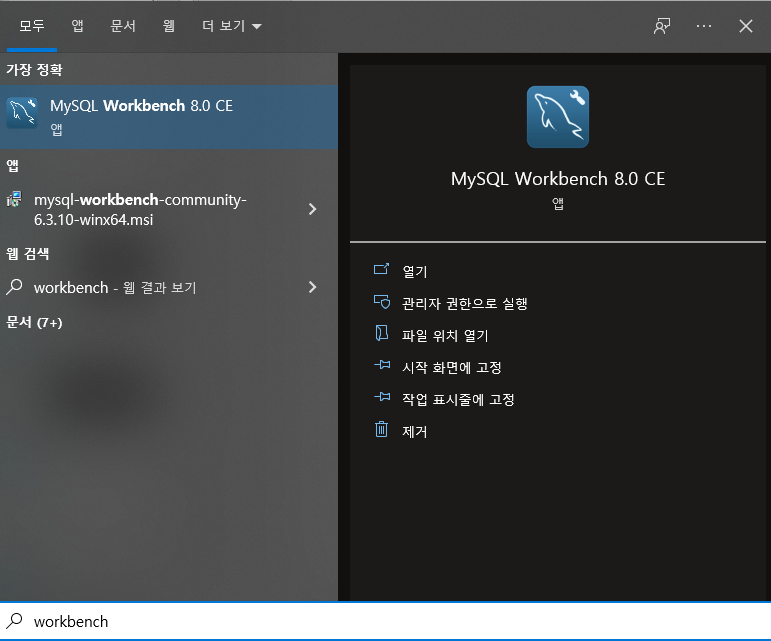 모두 앱 문서 웹 더 보기
가장 정확
MySQL Workbench 8.0 CE
앱
앱
mysql-workbench-community-
6.3.10-winx64.msi
웹 검색
workbench - 웹 결과 보기
문서 (7+)
MySQL Workbench 8.0 CE
앱
열기
관리자 권한으로 실행
파일 위치 열기
시작 화면에 고정
작업 표시줄에 고정
제거
workbench